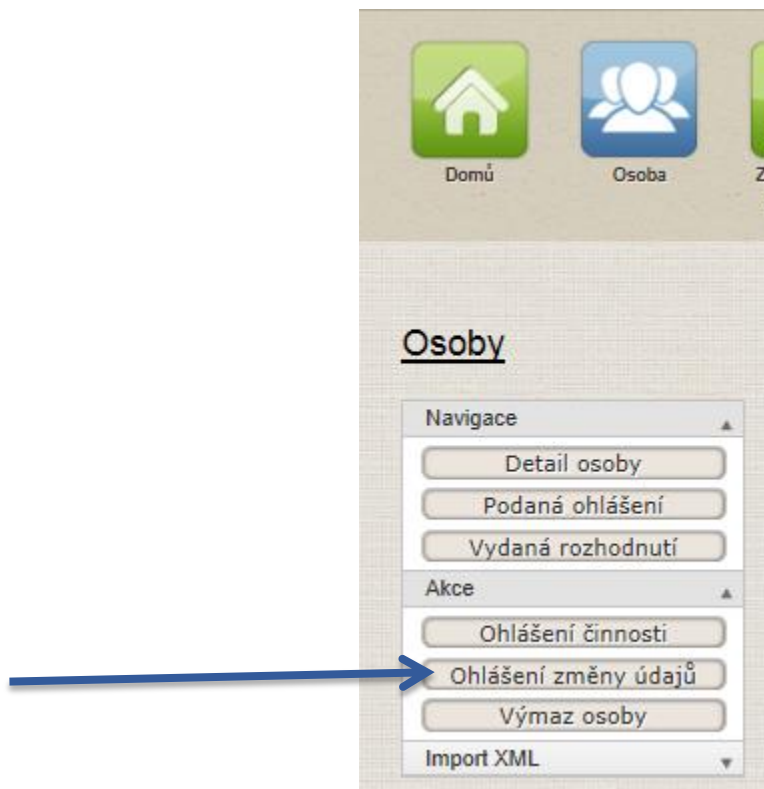 Domů Osoba Z
Osoby
Navigace
Detail osoby
Podaná ohlášení
Vydaná rozhodnutí
Akce
Ohlášení činnosti
Ohlášení změny údajů
Výmaz osoby
Import XML